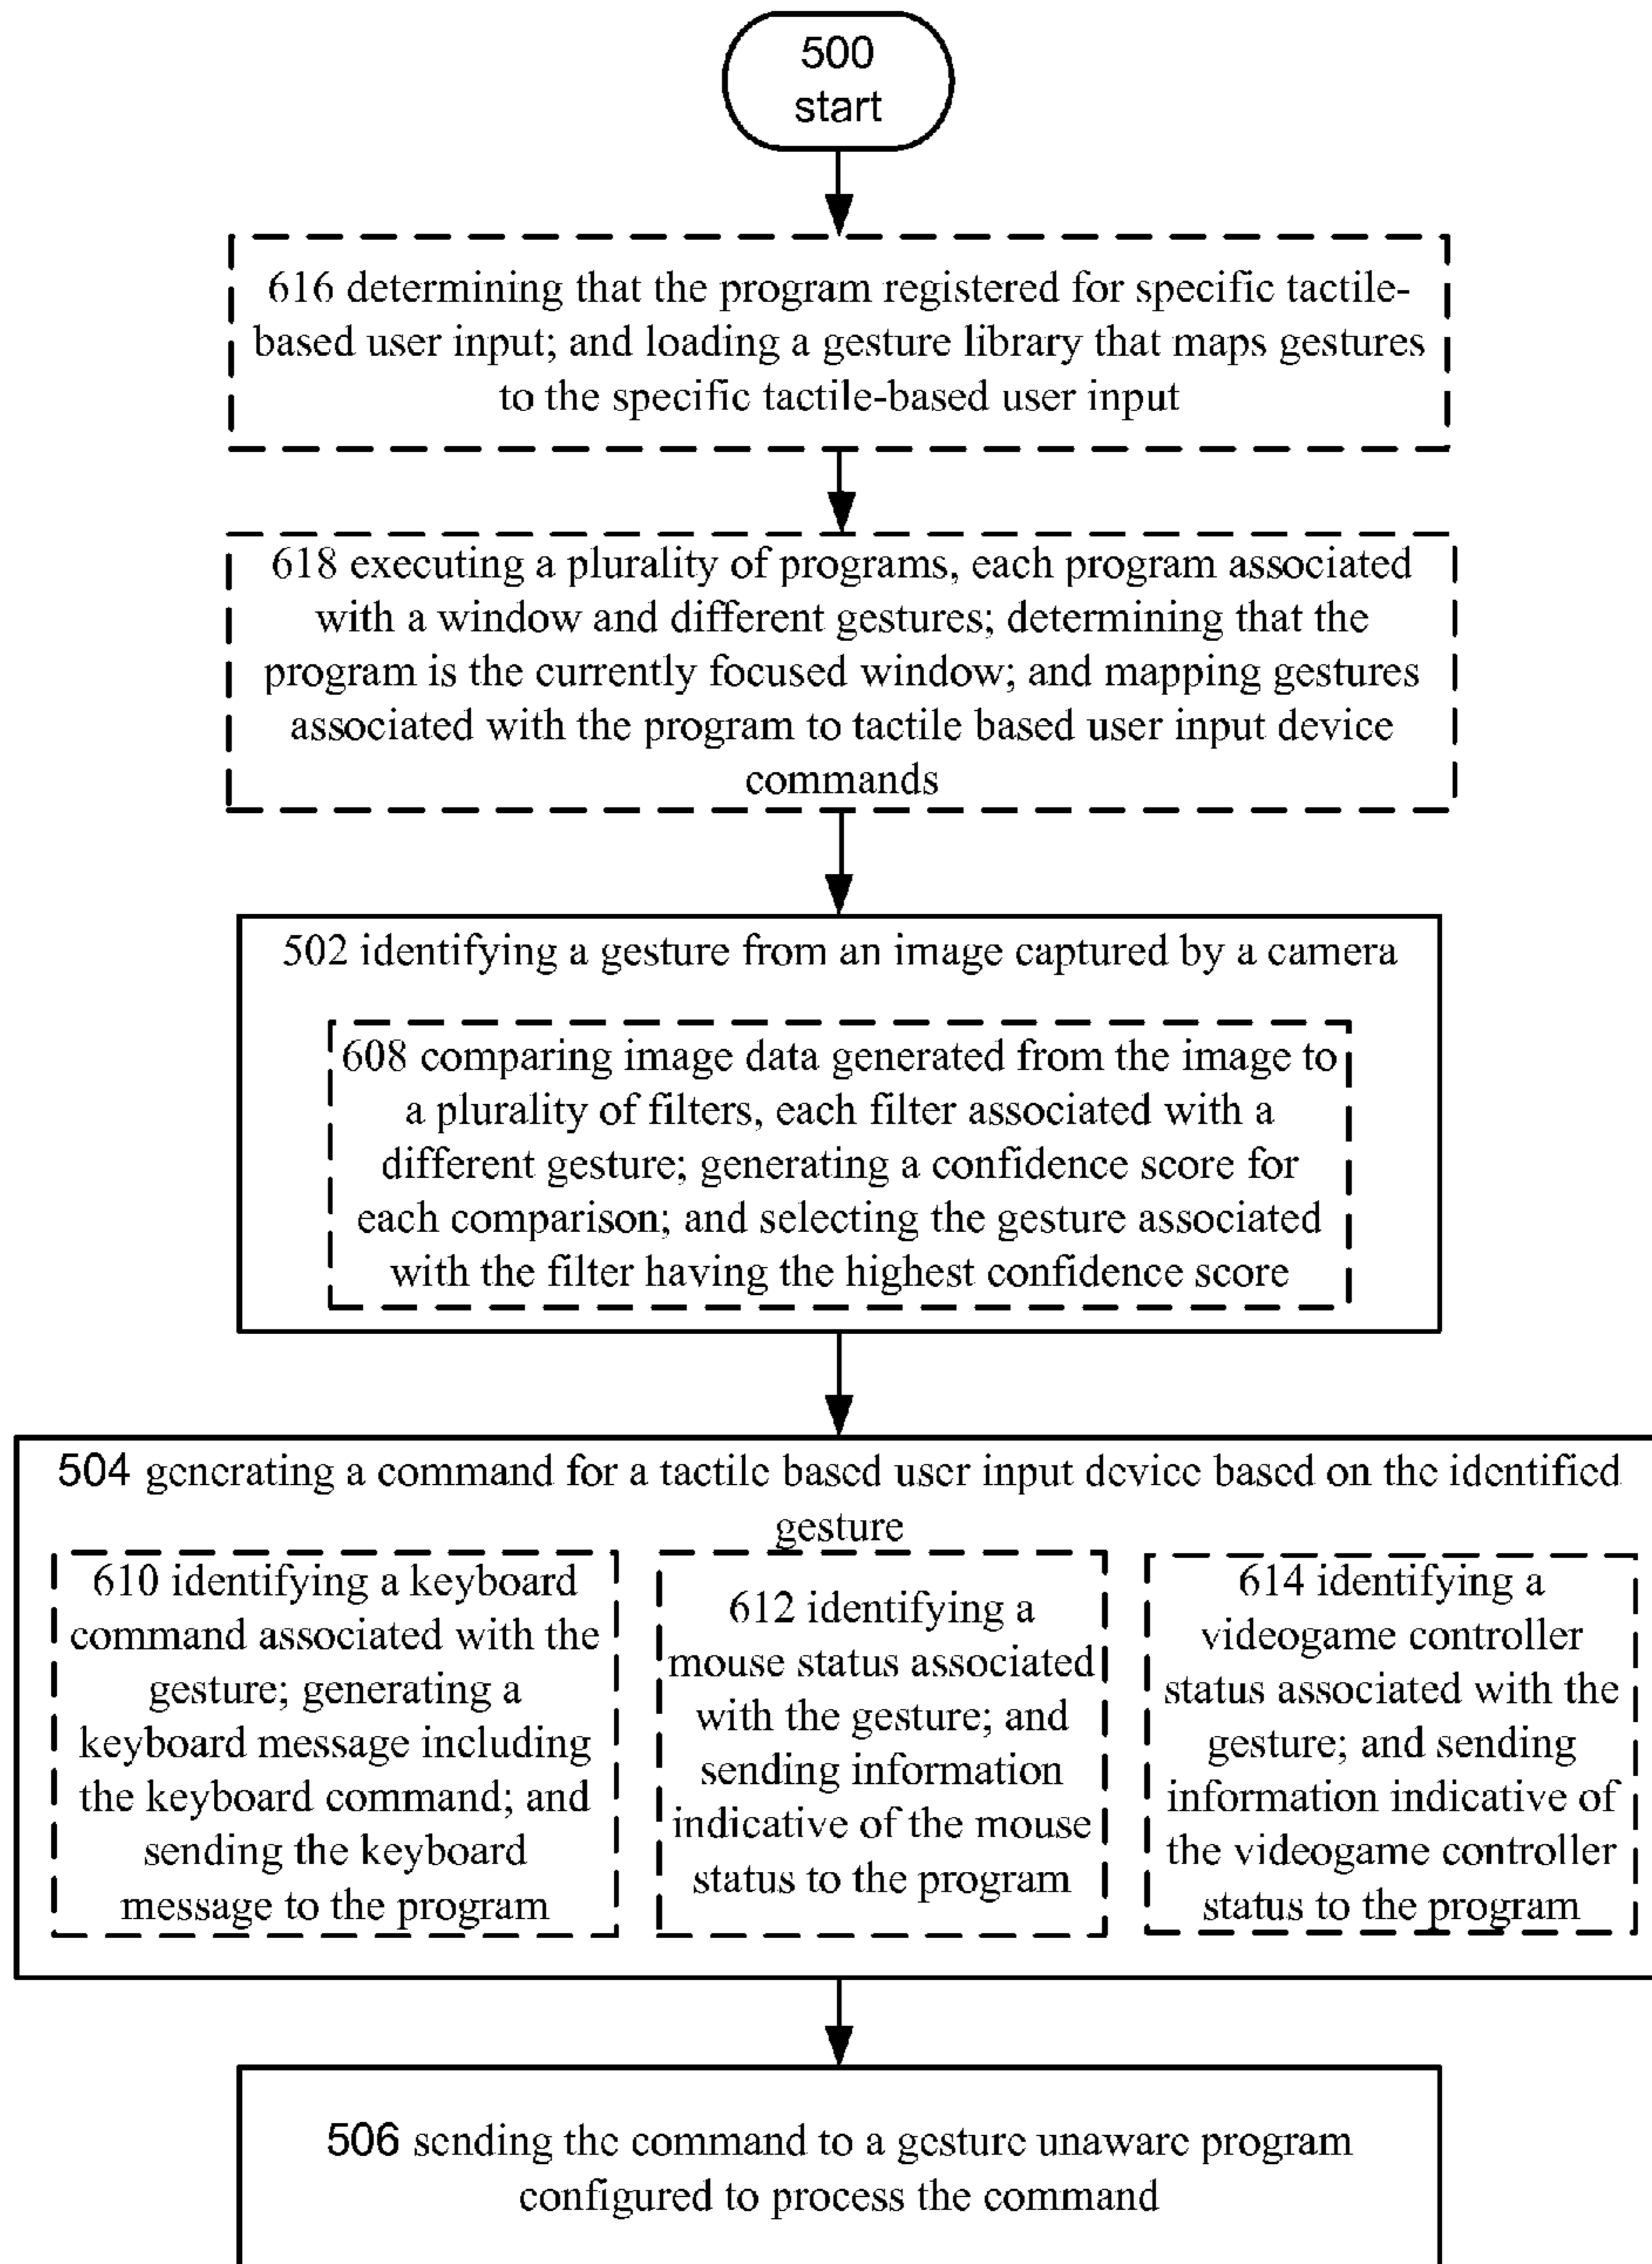 500
start
616 determining that the program registered for specific tactile-
based user input; and loading a gesture library that maps gestures
to the specific tactile-based user input
618 executing a plurality of programs, each program associated
with a window and different gestures; determining that the
program is the currently focused window; and mapping gestures
associated with the program to tactile based user input device
commands
502 identifying a gesture from an image captured by a camera
608 comparing image data generated from the image to
a plurality of filters, each filter associated with a
different gesture; generating a confidence score for
each comparison; and selecting the gesture associated
with the filter having the highest confidence score
504 generating a command for a tactile based user input device based on the identified
gesture
610 identifying a keyboard
command associated with the
gesture; generating a
keyboard message including
the keyboard command; and
sending the keyboard
message to the program
612 identifying a
mouse status associated
with the gesture; and
sending information
indicative of the mouse
status to the program
614 identifying a
videogame controller
status associated with the
gesture; and sending
information indicative of
the videogame controller
status to the program
506 sending the command to a gesture unaware program
configured to process the command